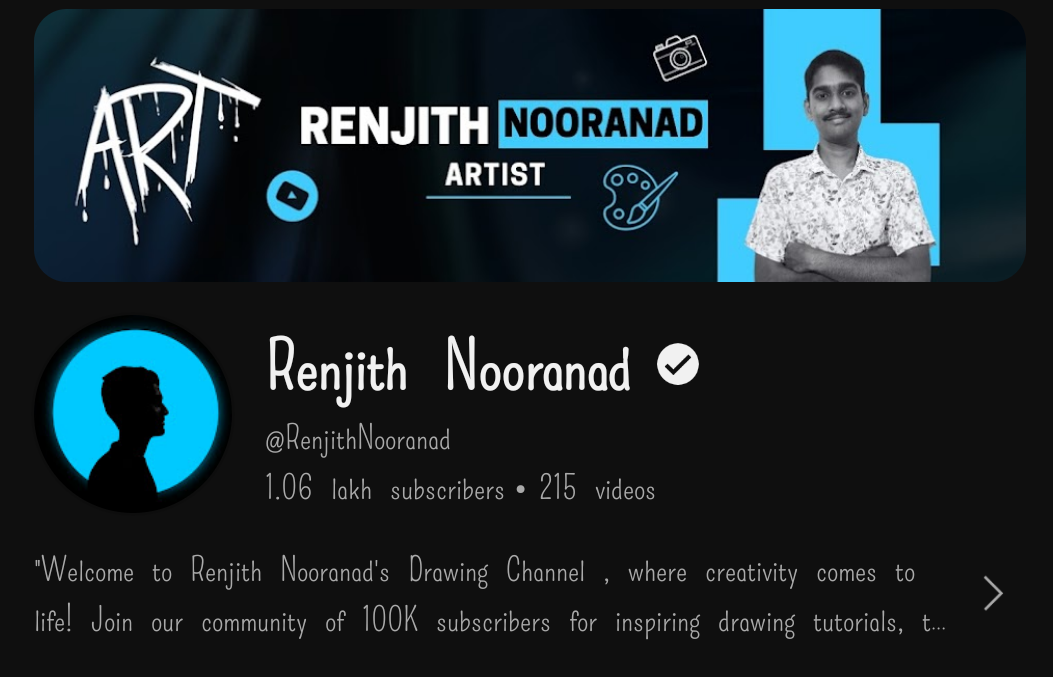 ART
RENJITH NOORANAD
ARTIST
Renjith Nooranad
@RenjithNooranad
1.06 lakh subscribers • 215 videos
"Welcome to Renjith Nooranad's Drawing Channel , where creativity comes to
life! Join our community of 100K subscribers for inspiring drawing tutorials, t...